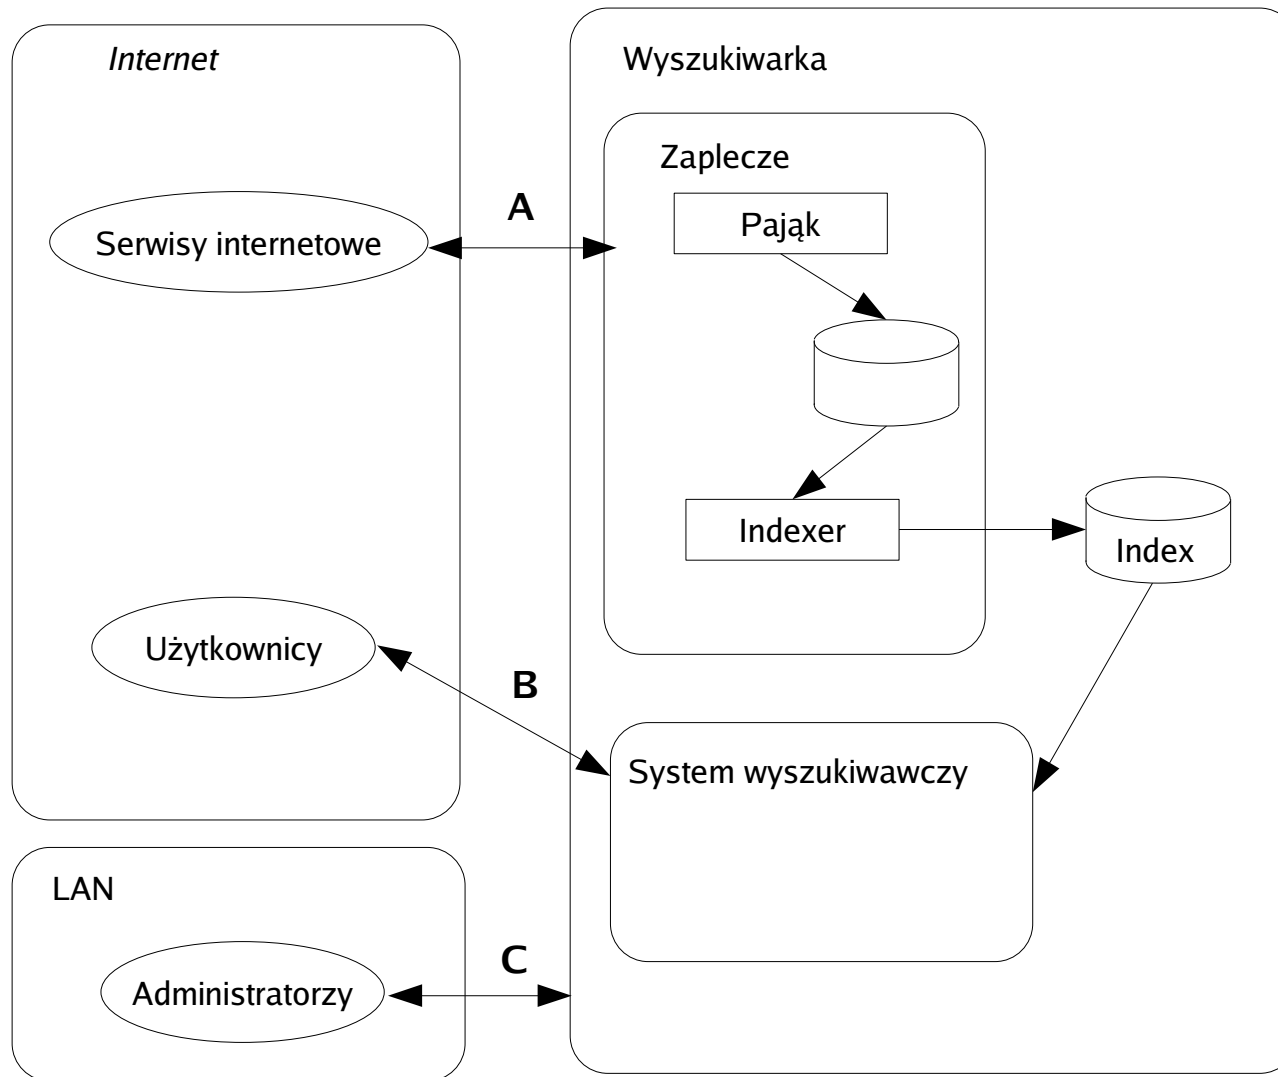 Internet
Wyszukiwarka
Zaplecze
A
Pająk
Serwisy internetowe
Indexer
Index
Użytkownicy
B
System wyszukiwawczy
LAN
C
Administratorzy